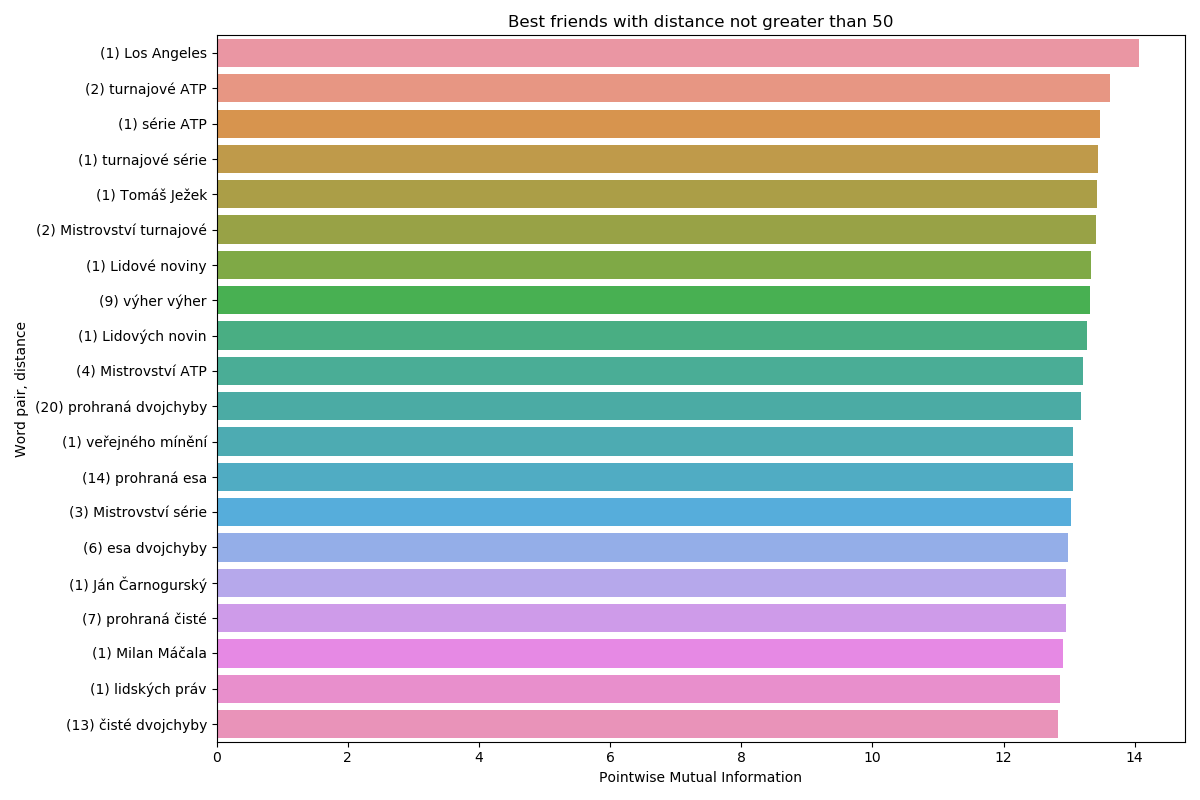 Best friends with distance not greater than 50
(1) Los Angeles
(2) turnajové ATP
(1) série ATP
(1) turnajové série
(1) Tomáš Ježek
(2) Mistrovství turnajové
(1) Lidové noviny
(9) výher výher
(1) Lidových novin
(4) Mistrovství ATP
(20) prohraná dvojchyby
(1) veřejného mínění
(14) prohraná esa
(3) Mistrovství série
(6) esa dvojchyby
(1) Ján Čarnogurský
(7) prohraná čisté
(1) Milan Máčala
(1) lidských práv
(13) čisté dvojchyby
Word pair, distance
0 2 4 6 8 10 12 14
Pointwise Mutual Information